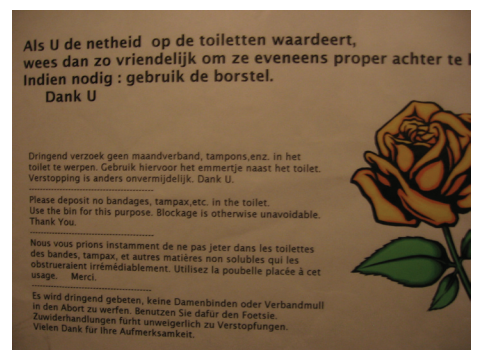 Als U de netheid op de toiletten waardeert,
wees dan zo vriendelijk om ze eveneens proper achter te
Indien nodig : gebruik de borstel.
Dank U
Dringend verzoek geen maandverband, tampons,enz. in het
toilet te werpen. Gebruik hiervoor het emmertje naast het toilet.
Verstopping is anders onvermijdelijk. Dank U.
Please deposit no bandages, tampax,etc. in the toilet.
Use the bin for this purpose. Blockage is otherwise unavoidable.
Thank You.
Nous vous prions instamment de ne pas jeter dans les toilettes
des bandes, tampax, et autres matières non solubles qui les
obstrueraient irrémédiablement. Utilisez la poubelle placée à cet
usage. Merci.
Es wird dringend gebeten, keine Damenbinden oder Verbandmull
in den Abort zu werfen. Benutzen Sie dafür den Foetsie.
Zuwiderhandlungen fürht unweigerlich zu Verstopfungen.
Vielen Dank für Ihre Aufmerksamkeit.